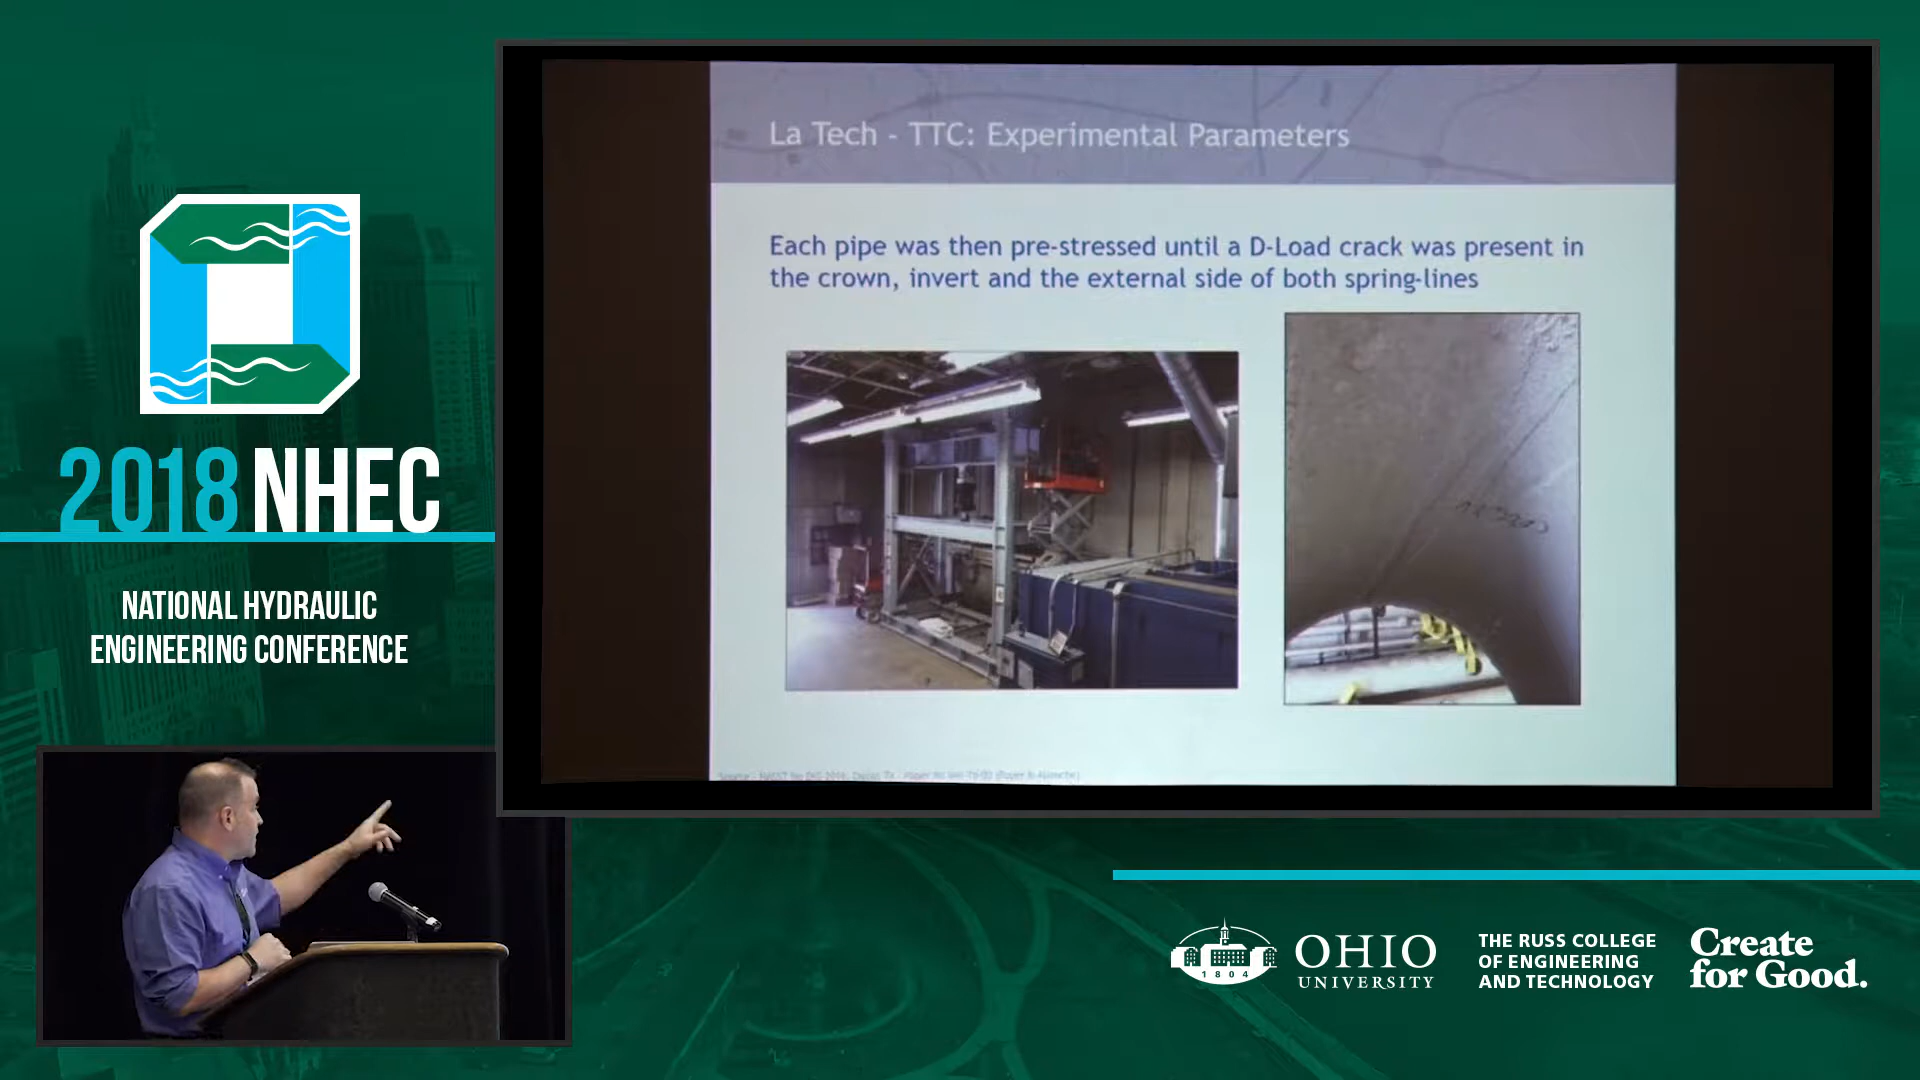 La Tech - TTC: Experimental Parameters
Each pipe was then pre-stressed until a D-Load crack was present in
the crown, invert and the external side of both spring-lines
2018 NHEC
NATIONAL HYDRAULIC
ENGINEERING CONFERENCE
1804
OHIO
UNIVERSITY
THE RUSS COLLEGE
OF ENGINEERING
AND TECHNOLOGY
Create
for Good.